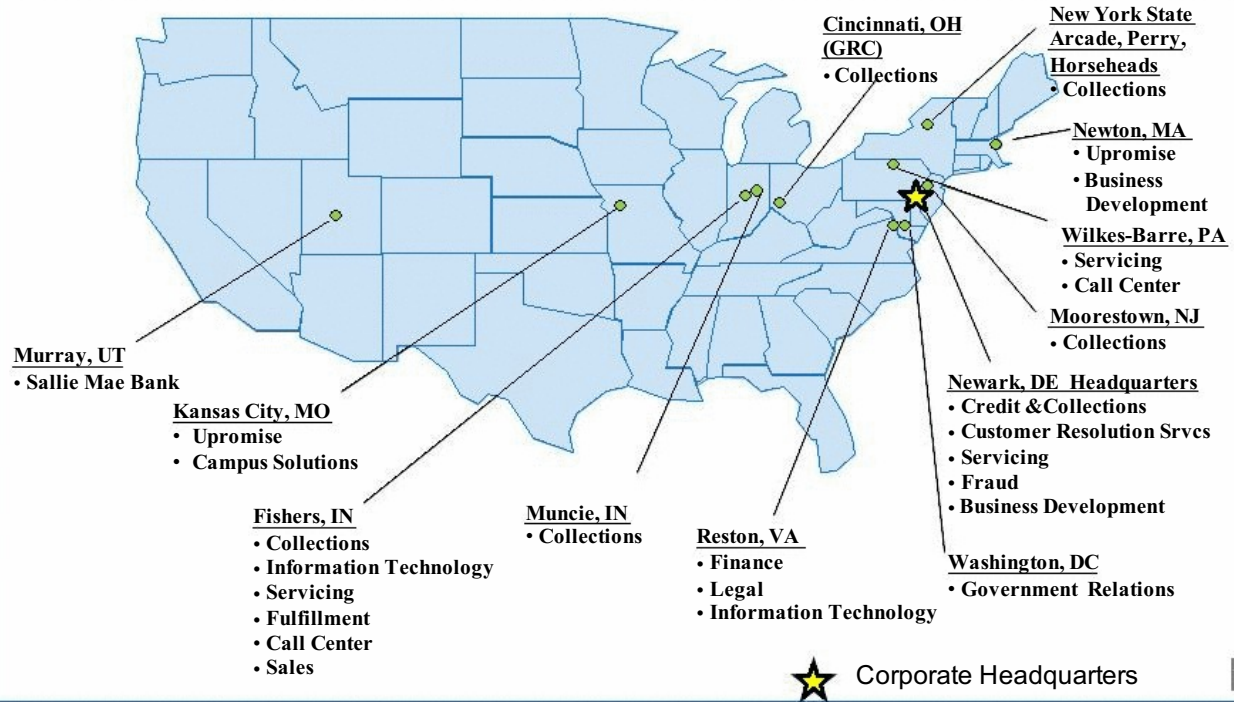 Cincinnati, OH
(GRC)
• Collections
New York State
Arcade, Perry,
Horseheads
• Collections
Newton, MA
• Upromise
• Business
Development
Wilkes-Barre, PA
• Servicing
• Call Center
Moorestown, NJ
• Collections
Murray, UT
• Sallie Mae Bank
Kansas City, MO
• Upromise
• Campus Solutions
Newark, DE Headquarters
• Credit &Collections
• Customer Resolution Srvcs
• Servicing
• Fraud
• Business Development
Fishers, IN
• Collections
• Information Technology
• Servicing
• Fulfillment
• Call Center
• Sales
Muncie, IN
• Collections
Reston, VA
• Finance
• Legal
• Information Technology
Washington, DC
• Government Relations
Corporate Headquarters